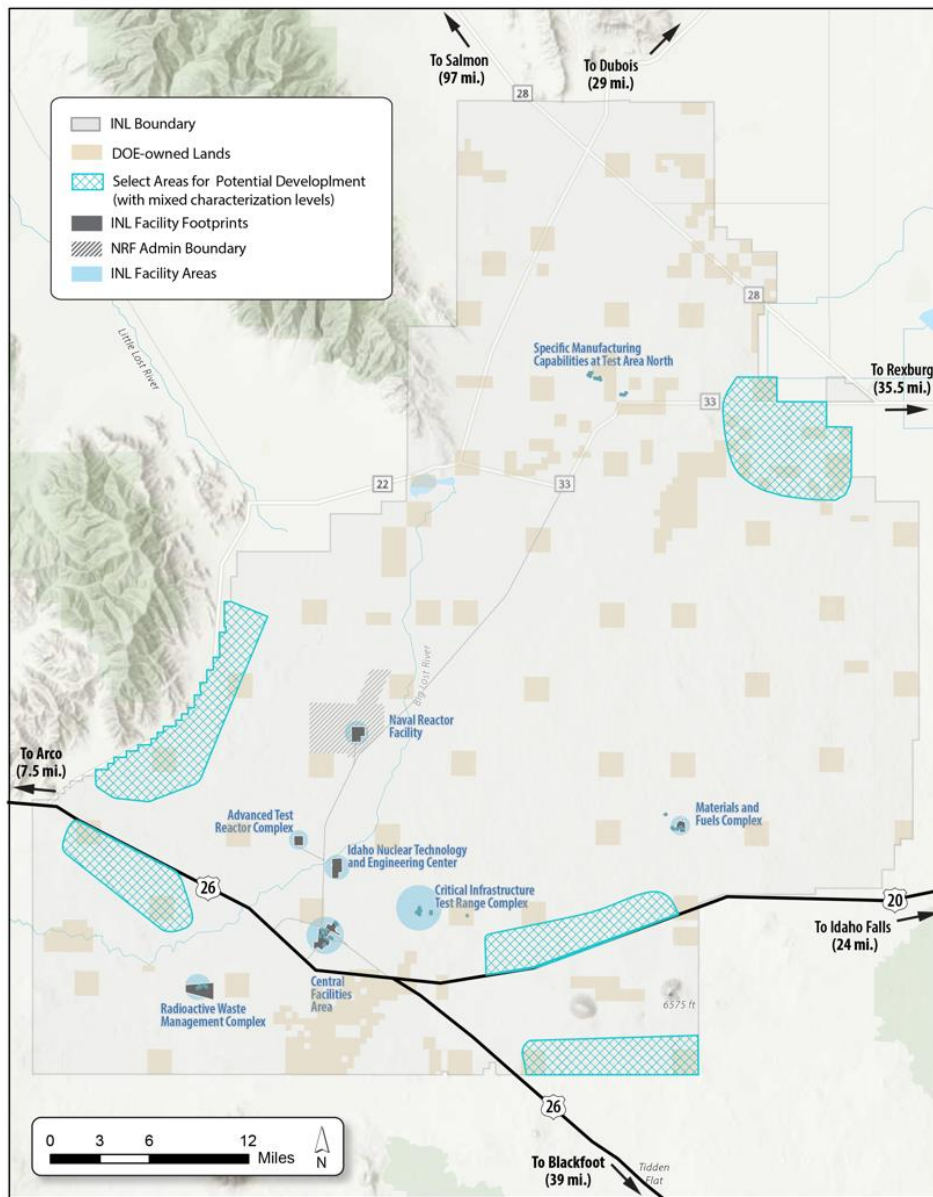 To Salmon
(97 mi.)
To Dubois
(29 mi.)
28
INL Boundary
DOE-owned Lands
Select Areas for Potential Developlment
(with mixed characterization levels)
INL Facility Footprints
NRF Admin Boundary
INL Facility Areas
28
Little Lost River
Specific Manufacturing
Capabilities at Test Area North
To Rexburg
(35.5 mi.)
33
22
33
Big Lost River
Naval Reactor
Facility
To Arco
(7.5 mi.)
Advanced Test
Reactor Complex
Materials and
Fuels Complex
Idaho Nuclear Technology
and Engineering Center
26
Critical Infrastructure
Test Range Complex
20
To Idaho Falls
(24 mi.)
Central
Facilities
Area
Radioactive Waste
Management Complex
6575 ft
26
0 3 6 12
Miles
N
To Blackfoot
(39 mi.)
Tidden
Flat